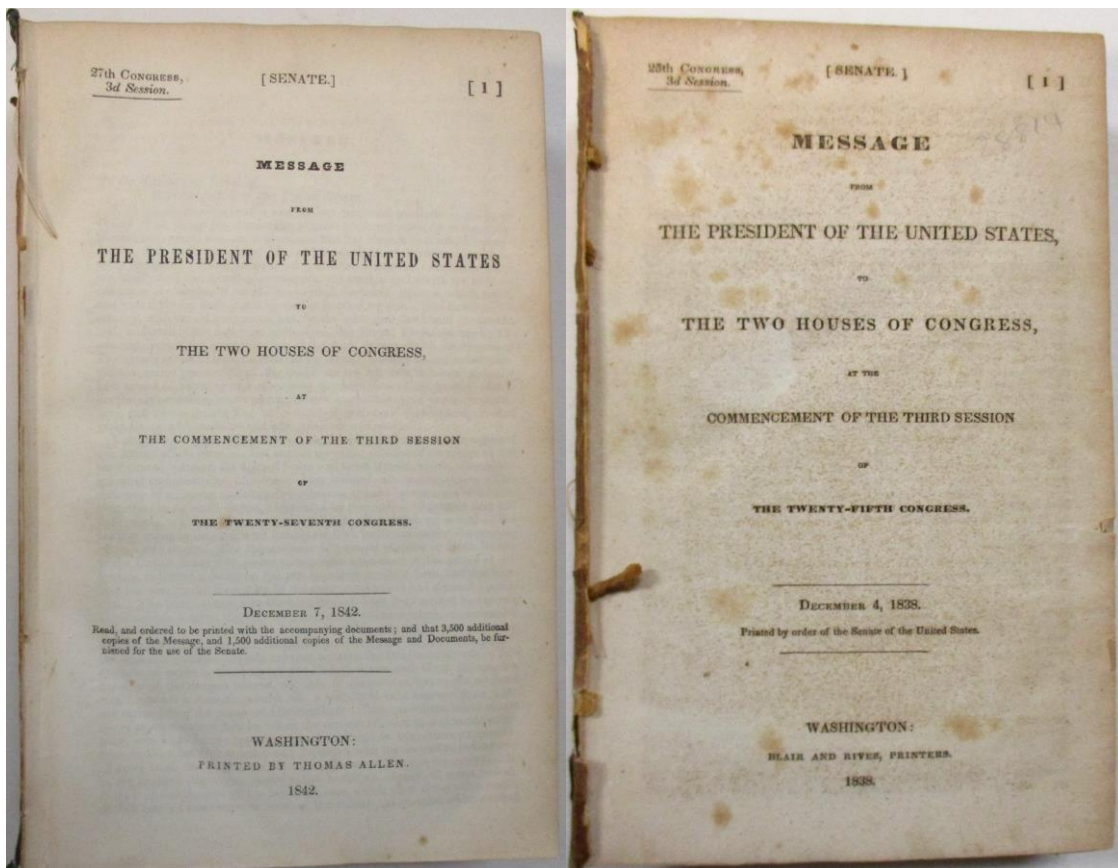 27th CONGRESS,
3d Session.
[ SENATE.]
[ 1 ]
MESSAGE
FROM
THE PRESIDENT OF THE UNITED STATES
TO
THE TWO HOUSES OF CONGRESS,
AT
THE COMMENCEMENT OF THE THIRD SESSION
OF
THE TWENTY-SEVENTH CONGRESS.
DECEMBER 7, 1842.
Read, and ordered to be printed with the accompanying documents; and that 3,500 additional
copies of the Message, and 1,500 additional copies of the Message and Documents, be fur-
nished for the use of the Senate.
WASHINGTON:
PRINTED BY THOMAS ALLEN.
1842.
25th CONGRESS,
3d Session.
[ SENATE. ]
[ 1 ]
MESSAGE
FROM
THE PRESIDENT OF THE UNITED STATES,
TO
THE TWO HOUSES OF CONGRESS,
AT THE
COMMENCEMENT OF THE THIRD SESSION
OF
THE TWENTY-FIFTH CONGRESS.
DECEMBER 4, 1838.
Printed by order of the Senate of the United States.
WASHINGTON:
BLAIR AND RIVES, PRINTERS.
1838.